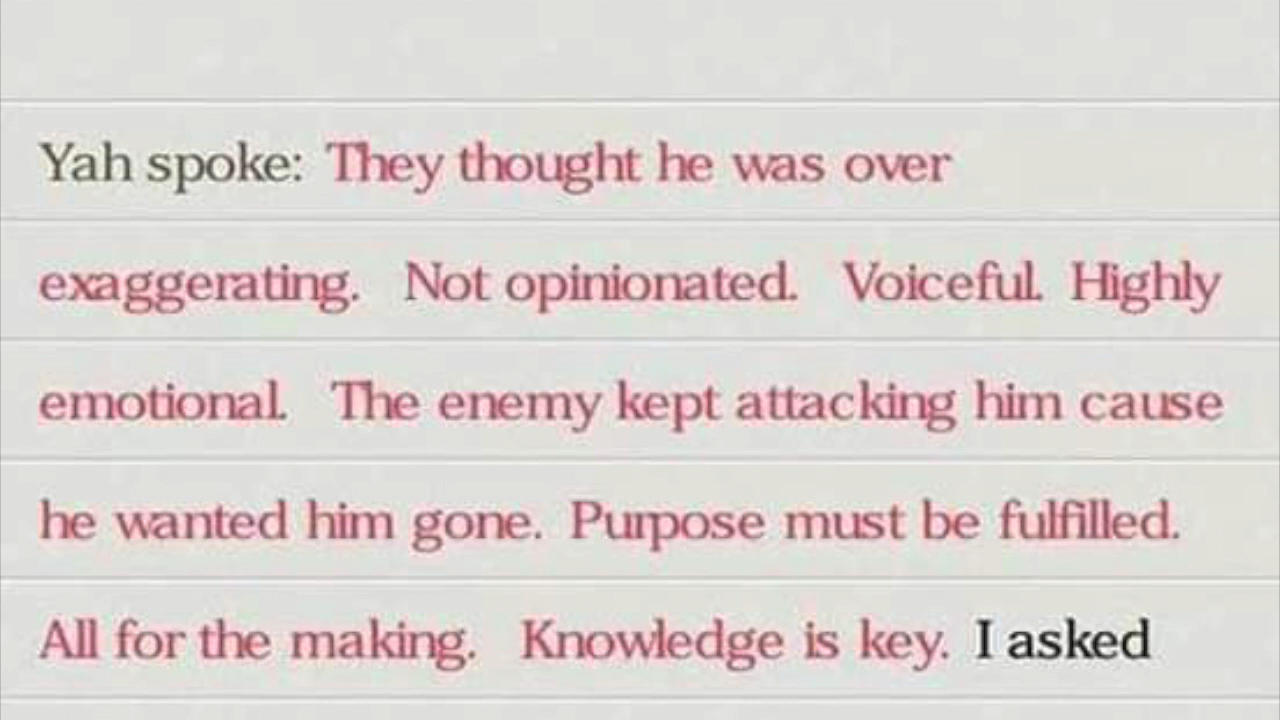 Yah spoke: They thought he was over
exaggerating. Not opinionated. Voiceful. Highly
emotional. The enemy kept attacking him cause
he wanted him gone. Purpose must be fulfilled.
All for the making. Knowledge is key. I asked